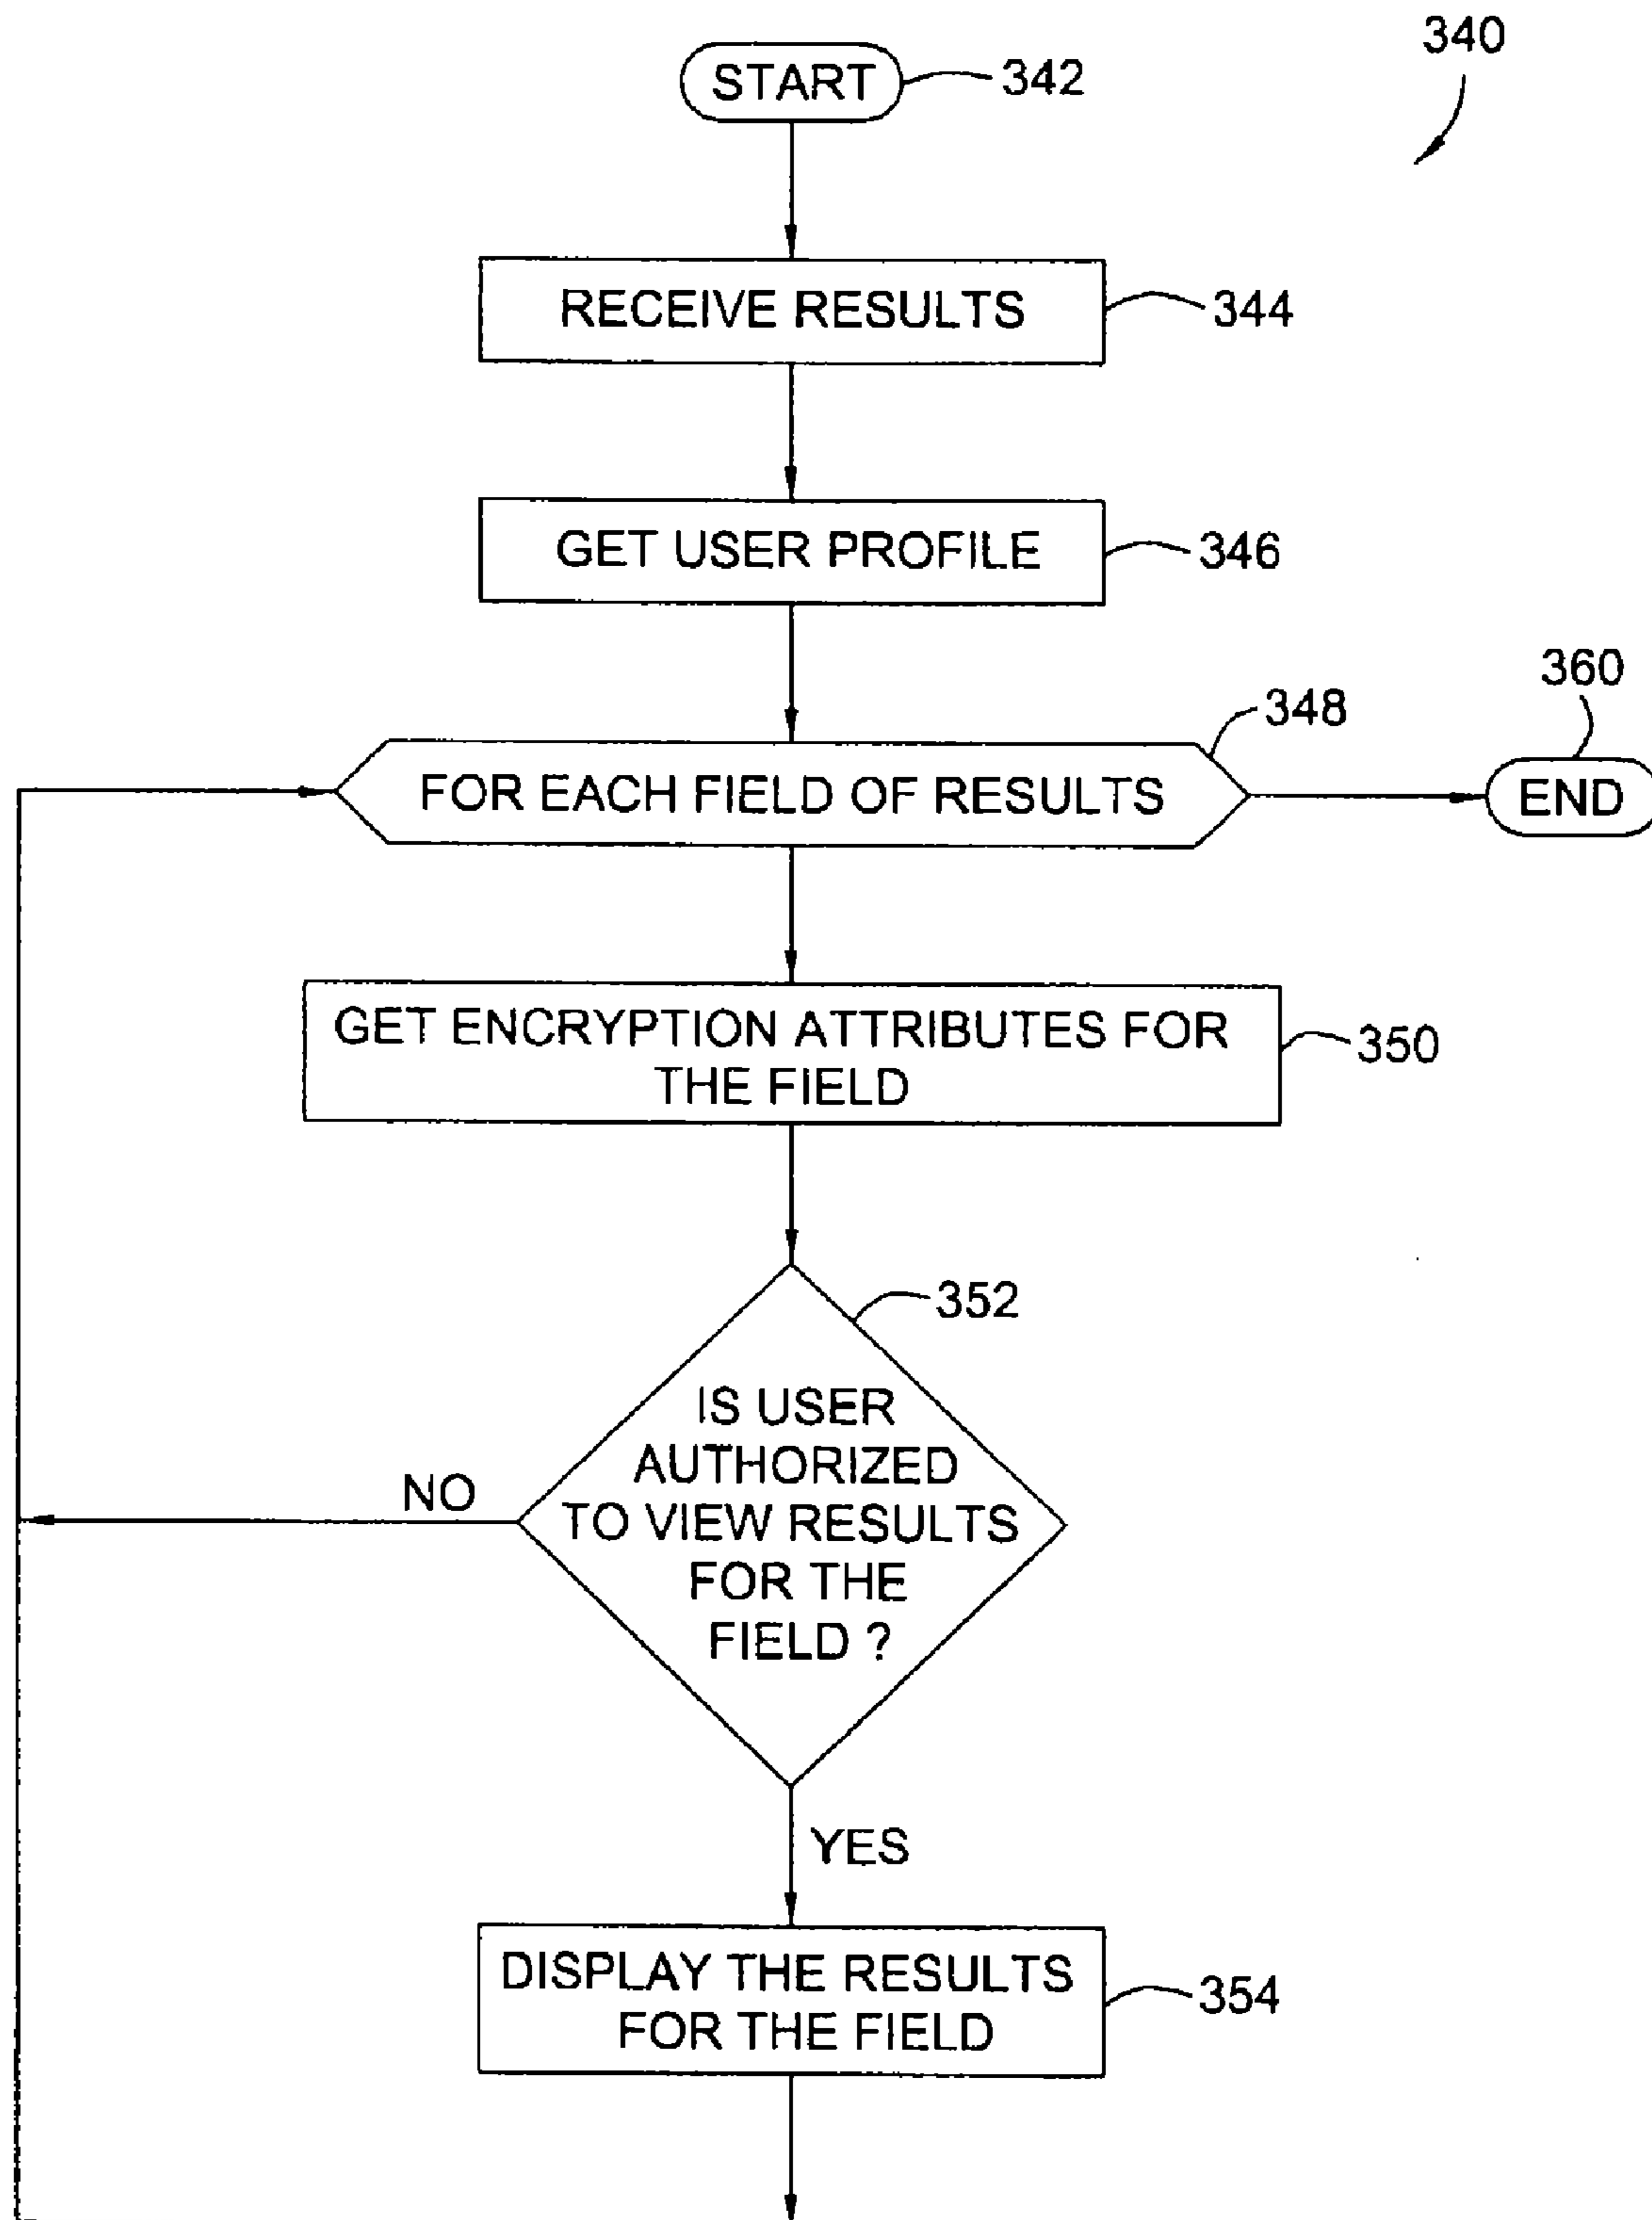 340
START
342
RECEIVE RESULTS
344
GET USER PROFILE
346
360
348
FOR EACH FIELD OF RESULTS
END
GET ENCRYPTION ATTRIBUTES FOR
THE FIELD
350
352
IS USER
AUTHORIZED
TO VIEW RESULTS
FOR THE
FIELD ?
NO
YES
DISPLAY THE RESULTS
FOR THE FIELD
354